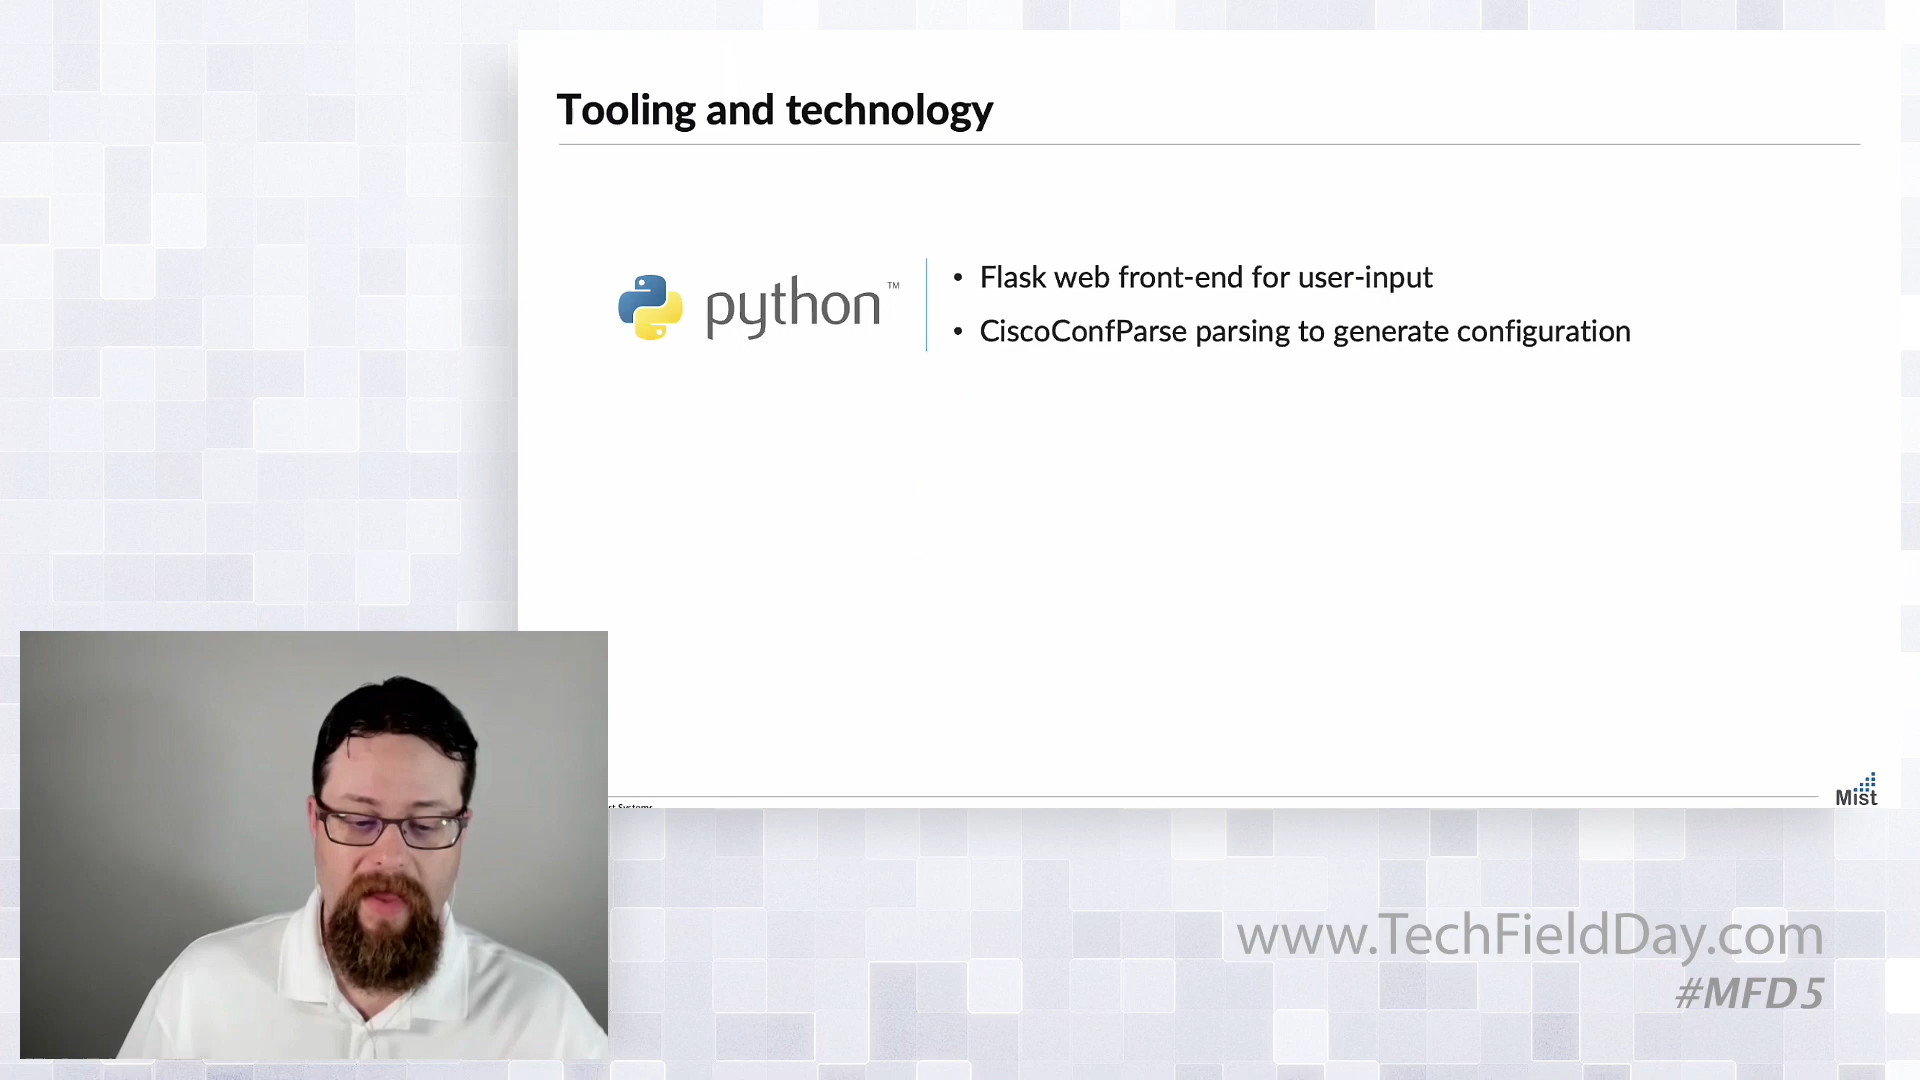 Tooling and technology
python™
• Flask web front-end for user-input
• CiscoConfParse parsing to generate configuration
Systems
Mist
www.TechFieldDay.com
#MFD5